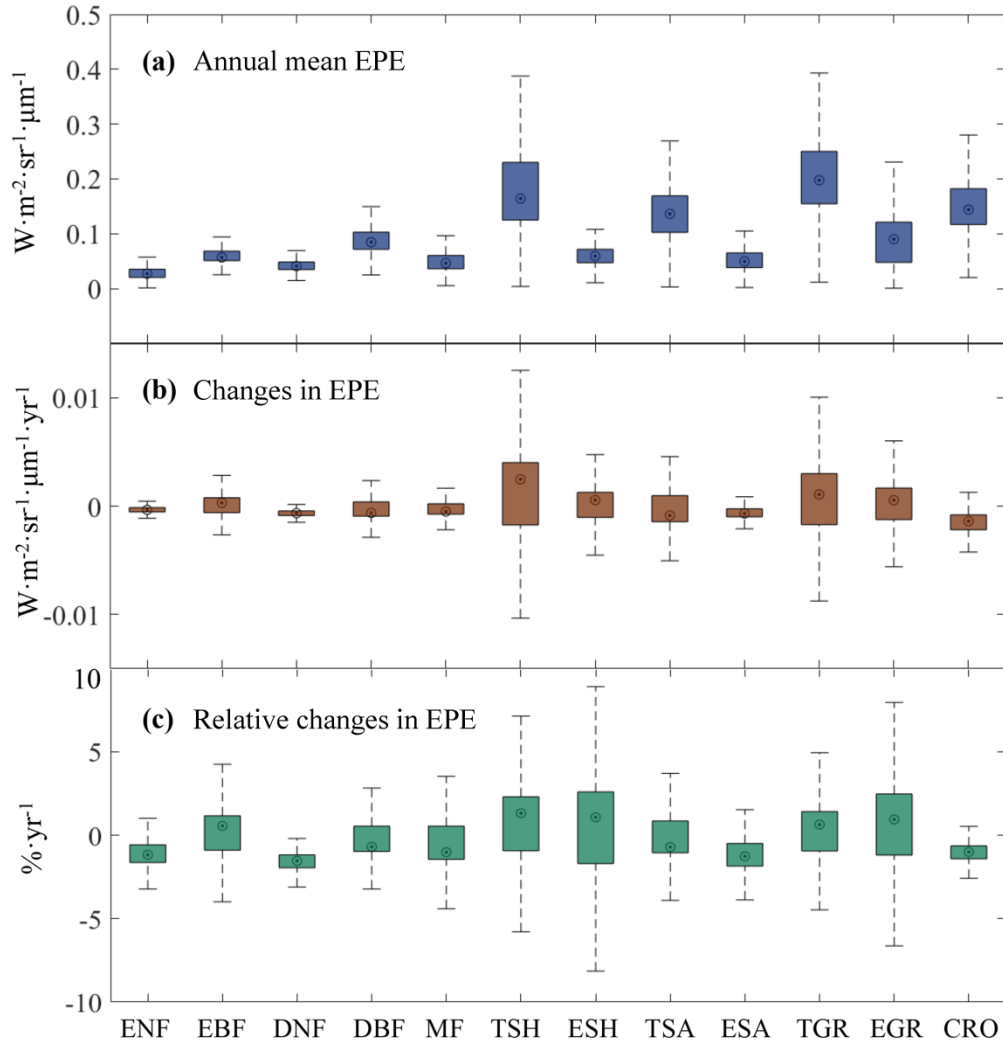 (a) Annual mean EPE
W·m⁻²·sr⁻¹·μm⁻¹
0.5
0.4
0.3
0.2
0.1
0
(b) Changes in EPE
W·m⁻²·sr⁻¹·μm⁻¹·yr⁻¹
0.01
0
-0.01
(c) Relative changes in EPE
%·yr⁻¹
10
5
0
-5
-10
ENF EBF DNF DBF MF TSH ESH TSA ESA TGR EGR CRO